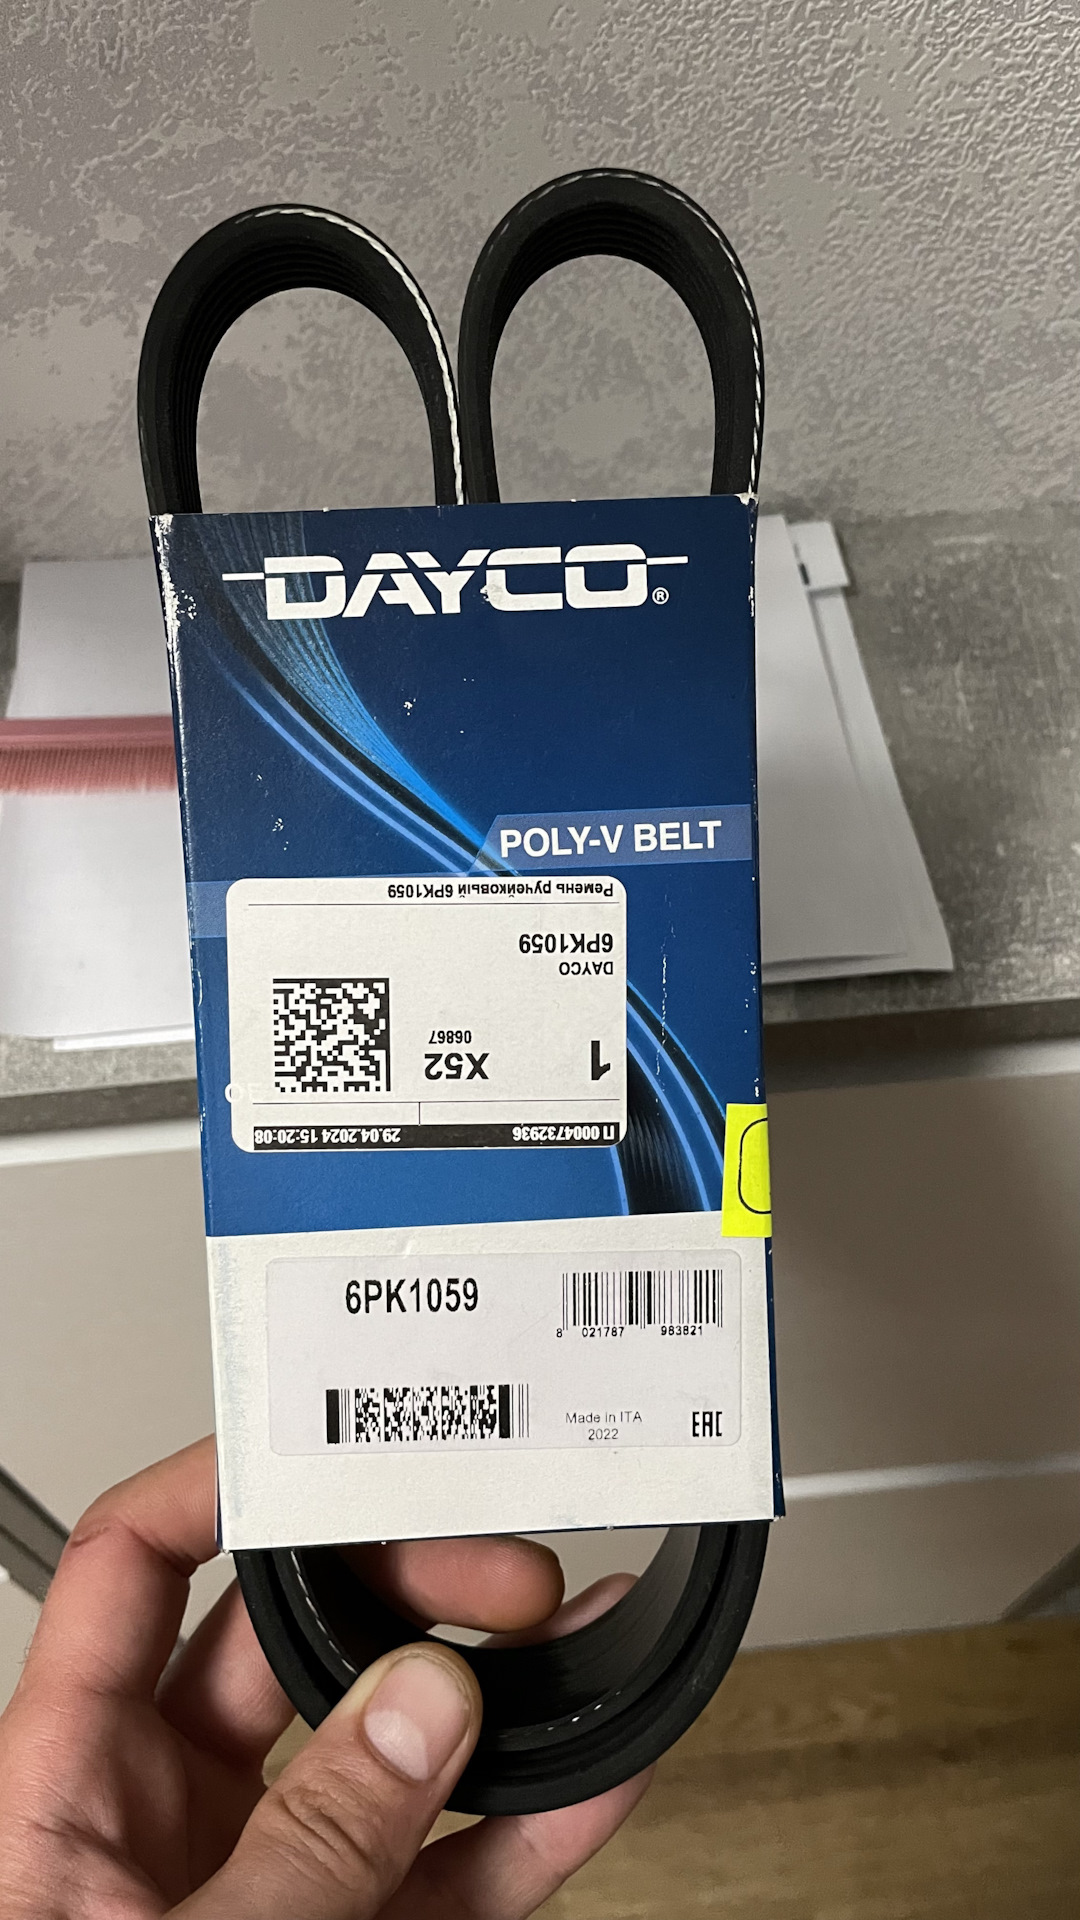 DAYCO®
POLY-V BELT
Ремень ручейковый 6PK1059
6PK1059
DAYCO
1
X52
06867
П 0004732936
29.04.2024 15:20:08
6PK1059
8 021787 983821
Made in ITA
2022
EAC